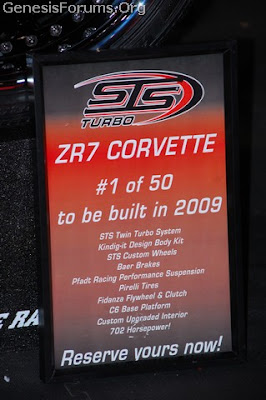 GenesisForums.Org
STS
TURBO
ZR7 CORVETTE
#1 of 50
to be built in 2009
STS Twin Turbo System
Kindig-it Design Body Kit
STS Custom Wheels
Baer Brakes
Pfadt Racing Performance Suspension
Pirelli Tires
Fidanza Flywheel & Clutch
C6 Base Platform
Custom Upgraded Interior
702 Horsepower!
Reserve yours now!
E RA